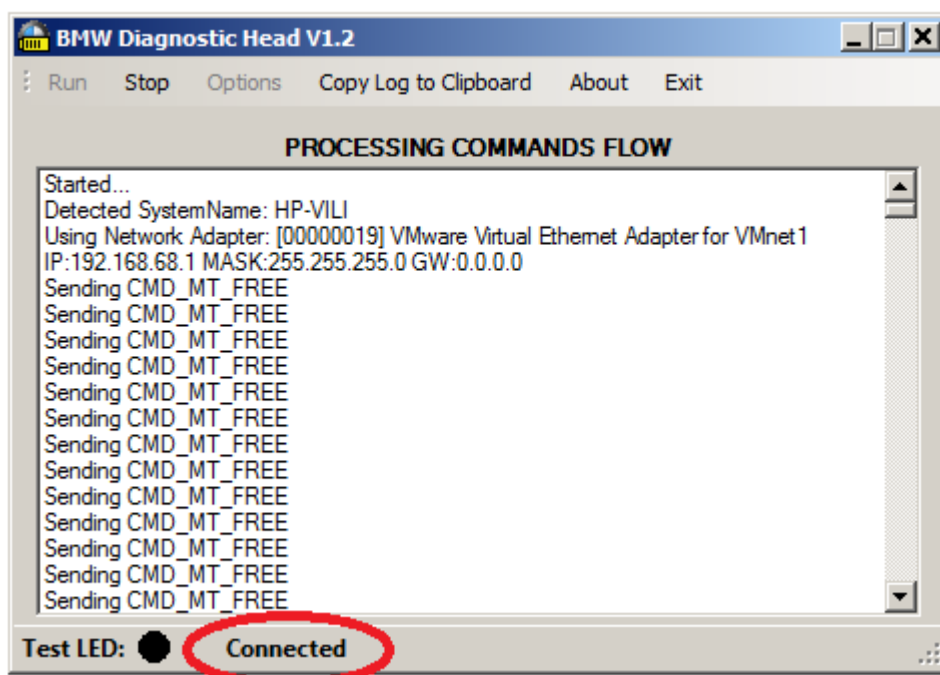 BMW Diagnostic Head V1.2
Run Stop Options Copy Log to Clipboard About Exit
PROCESSING COMMANDS FLOW
Started...
Detected SystemName: HP-VILI
Using Network Adapter: [00000019] VMware Virtual Ethernet Adapter for VMnet1
IP:192.168.68.1 MASK:255.255.255.0 GW:0.0.0.0
Sending CMD_MT_FREE
Sending CMD_MT_FREE
Sending CMD_MT_FREE
Sending CMD_MT_FREE
Sending CMD_MT_FREE
Sending CMD_MT_FREE
Sending CMD_MT_FREE
Sending CMD_MT_FREE
Sending CMD_MT_FREE
Sending CMD_MT_FREE
Sending CMD_MT_FREE
Sending CMD_MT_FREE
Sending CMD_MT_FREE
Test LED: Connected